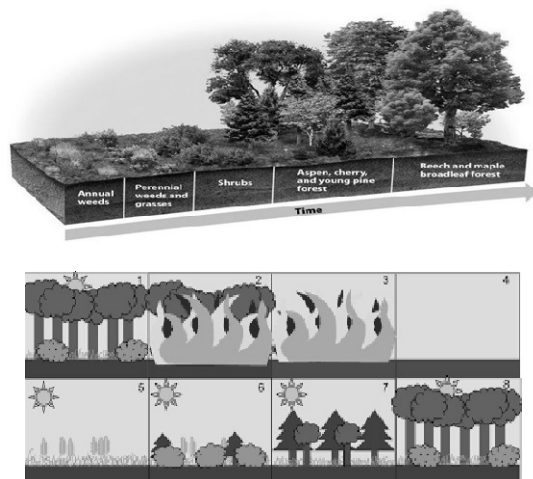 Annual
weeds
Perennial
weeds and
grasses
Shrubs
Aspen, cherry,
and young pine
forest
Beech and maple
broadleaf forest
Time
1
2
3
4
5
6
7
8